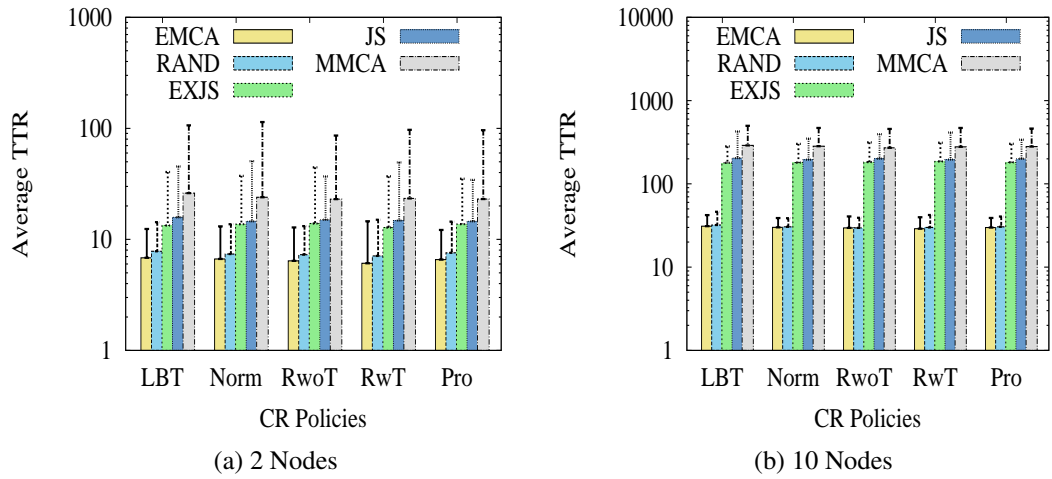 1000
100
10
1
Average TTR
EMCA
RAND
EXJS
JS
MMCA
LBT Norm RwoT RwT Pro
CR Policies
(a) 2 Nodes
10000
1000
100
10
1
Average TTR
EMCA
RAND
EXJS
JS
MMCA
LBT Norm RwoT RwT Pro
CR Policies
(b) 10 Nodes